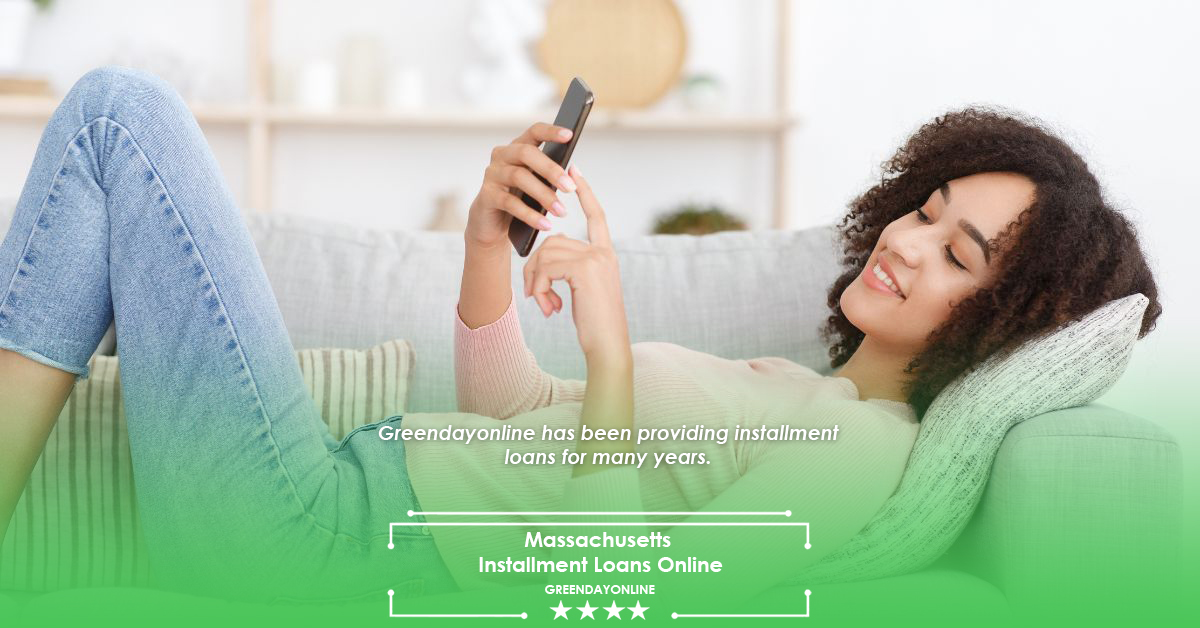 Greendayonline has been providing installment
loans for many years.
Massachusetts
Installment Loans Online
GREENDAYONLINE